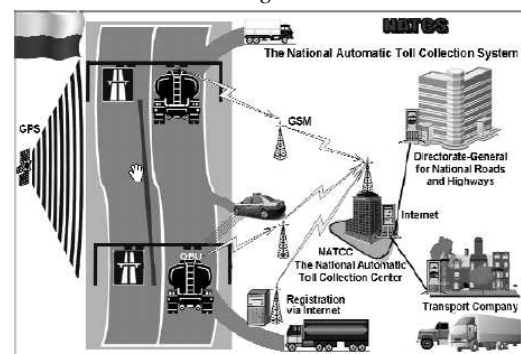 NATCS
The National Automatic Toll Collection System
GPS
GSM
Directorate-General
for National Roads
and Highways
Internet
OBU
NATCC
The National Automatic
Toll Collection Center
Registration
via Internet
Transport Company